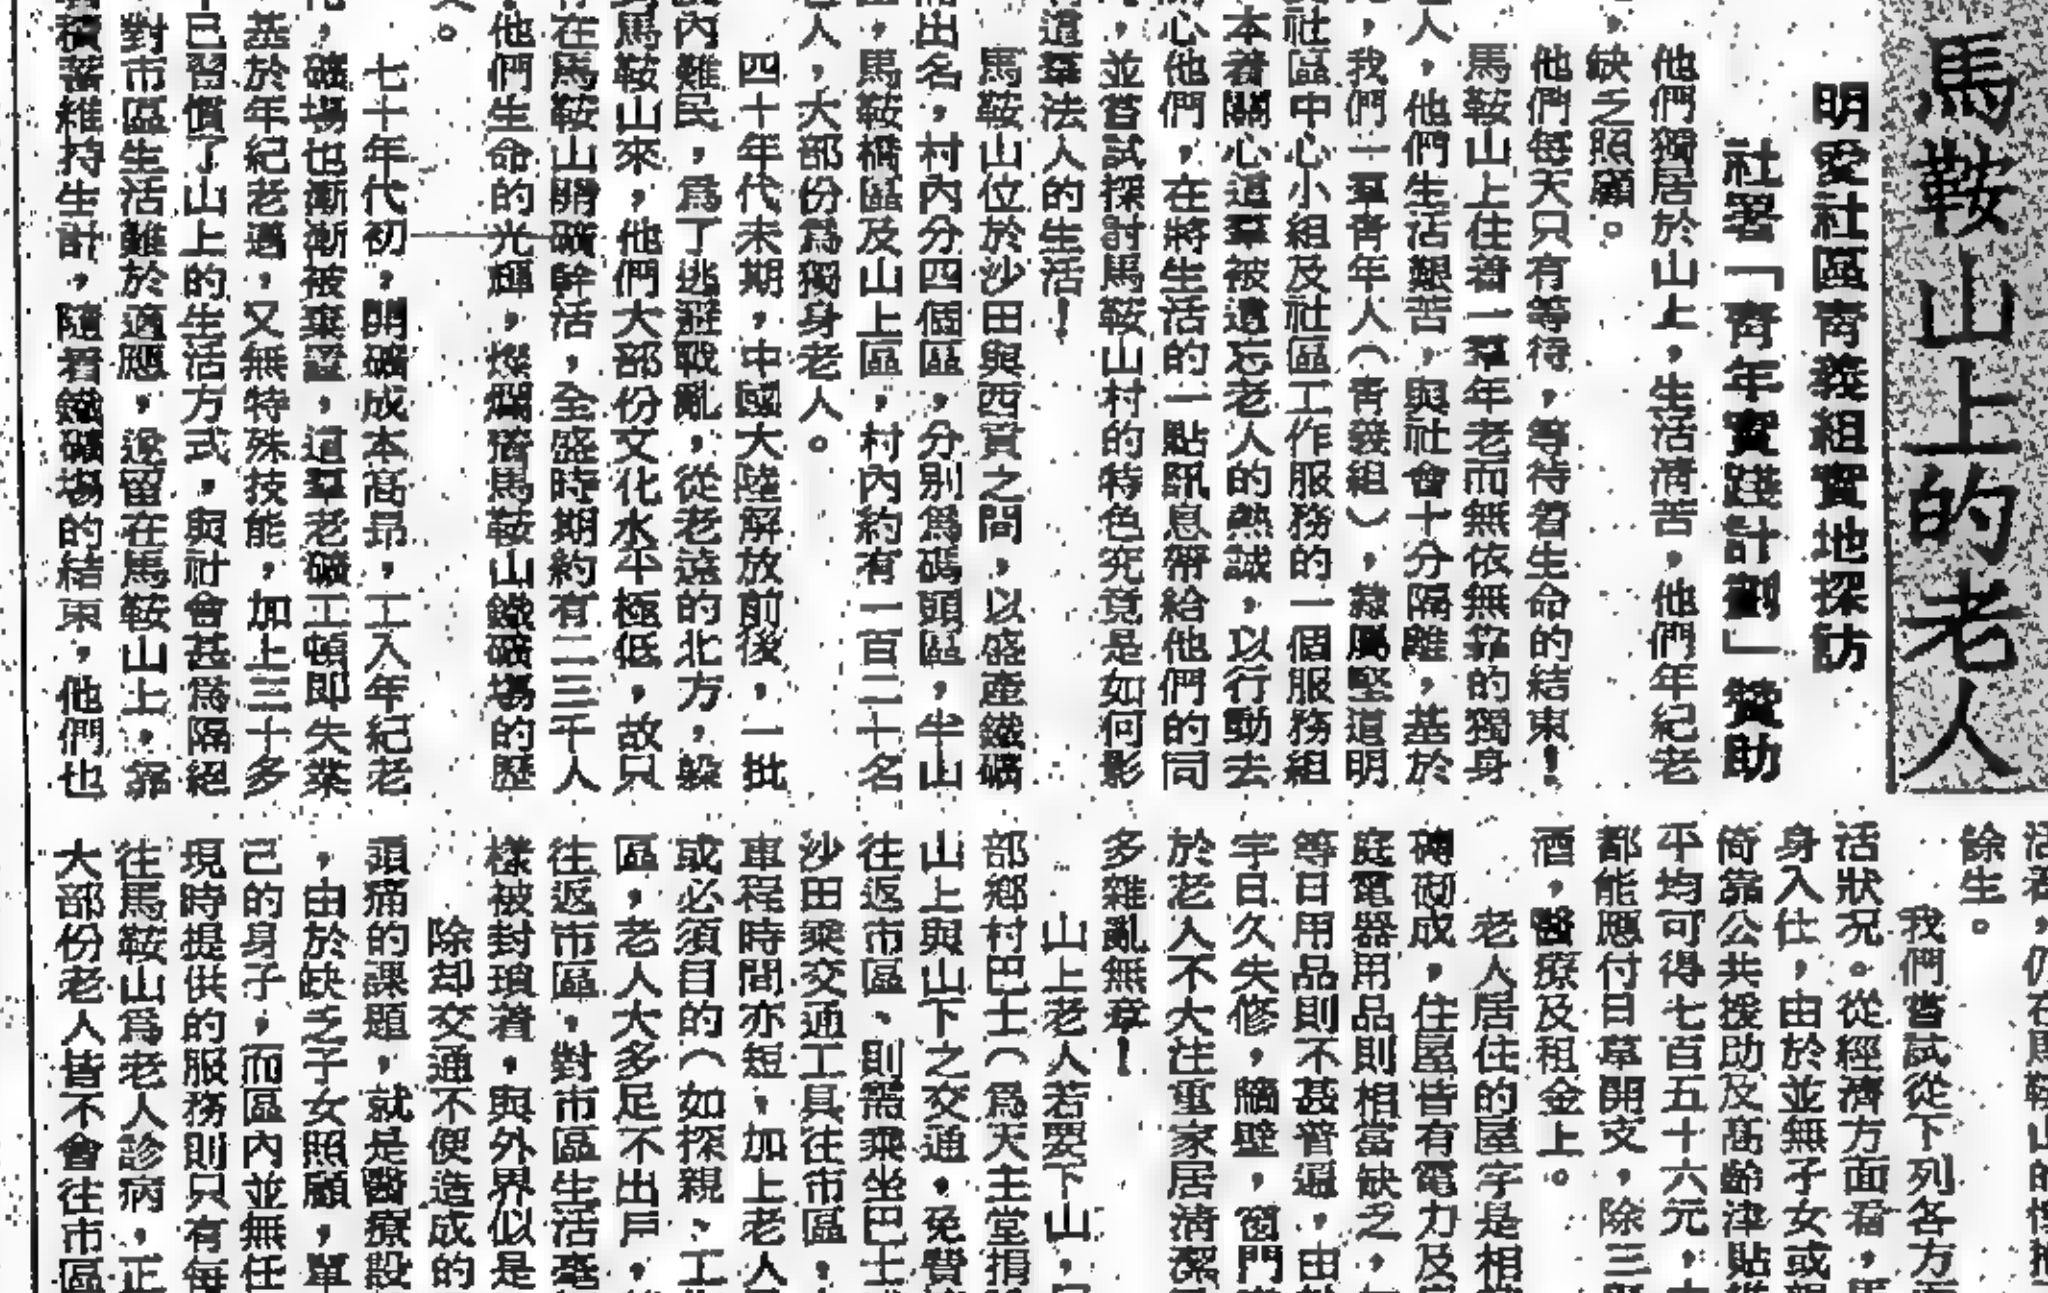 馬鞍山上的老人
明愛社區青義組實地探訪
社署「青年實踐計劃」贊助
他們獨居於山上，生活清苦，他們年紀老
，缺乏照顧。
他們每天只有等待，等待着生命的結束！
馬鞍山上住着一羣年老而無依無靠的獨身
人，他們生活艱苦，與社會十分隔離，基於
，我們一羣青年人（青義組），隸屬堅道明
社區中心小組及社區工作服務的一個服務組
本着關心這羣被遺忘老人的熱誠，以行動去
心他們，在將生活的一點訊息帶給他們的同
，並嘗試探討馬鞍山村的特色究竟是如何影
這羣法人的生活！
馬鞍山位於沙田與西貢之間，以盛產鐵礦
出名，村內分四個區，分別爲碼頭區，半山
，馬鞍橋區及山上區，村內約有一百二十名
人，大部份爲獨身老人。
四十年代末期，中國大陸解放前後，一批
內難民，爲了逃避戰亂，從老遠的北方，躲
馬鞍山來，他們大部份文化水平極低，故只
在馬鞍山開礦幹活，全盛時期約有二三千人
他們生命的光輝，燦爛着馬鞍山鐵礦場的歷
。
七十年代初，開礦成本高昂，工入年紀老
，礦場也漸漸被棄置，這羣老礦工頓即失業
基於年紀老邁，又無特殊技能，加上三十多
已習慣了山上的生活方式，與社會甚爲隔絕
對市區生活難於適應，遂留在馬鞍山上，靠
積蓄維持生計，隨着鐵礦場的結束，他們也
活着，仍在馬鞍山的
餘生。
我們嘗試從下列各方
活狀況。從經濟方面看，馬
身入仕，由於並無子女或親
倚靠公共援助及高齡津貼維
平均可得七百五十六元，大
都能應付日草開支，除三
酒，醫療及租金上。
老人居住的屋宇是相
磚砌成，住屋皆有電力及
庭電器用品則相當缺乏，
等日用品則不甚普遍，由於
宇日久失修，牆壁，窗門
於老人不大注重家居清潔
多雜亂無章！
山上老人若要下山，
部鄉村巴士（爲天主堂捐
山上與山下之交通，免費
往返市區、則需乘坐巴士
沙田乘交通工具往市區，
車程時間亦短，加上老人
或必須目的（如探親、工
區，老人大多足不出戶，
往返市區，對市區生活毫
樣被封瑣着，與外界似是
除却交通不便造成的
頭痛的課題，就是醫療設
，由於缺乏子女照顧，單
己的身子，而區內並無任
現時提供的服務則只有每
往馬鞍山爲老人診病，正
大部份老人皆不會往市區